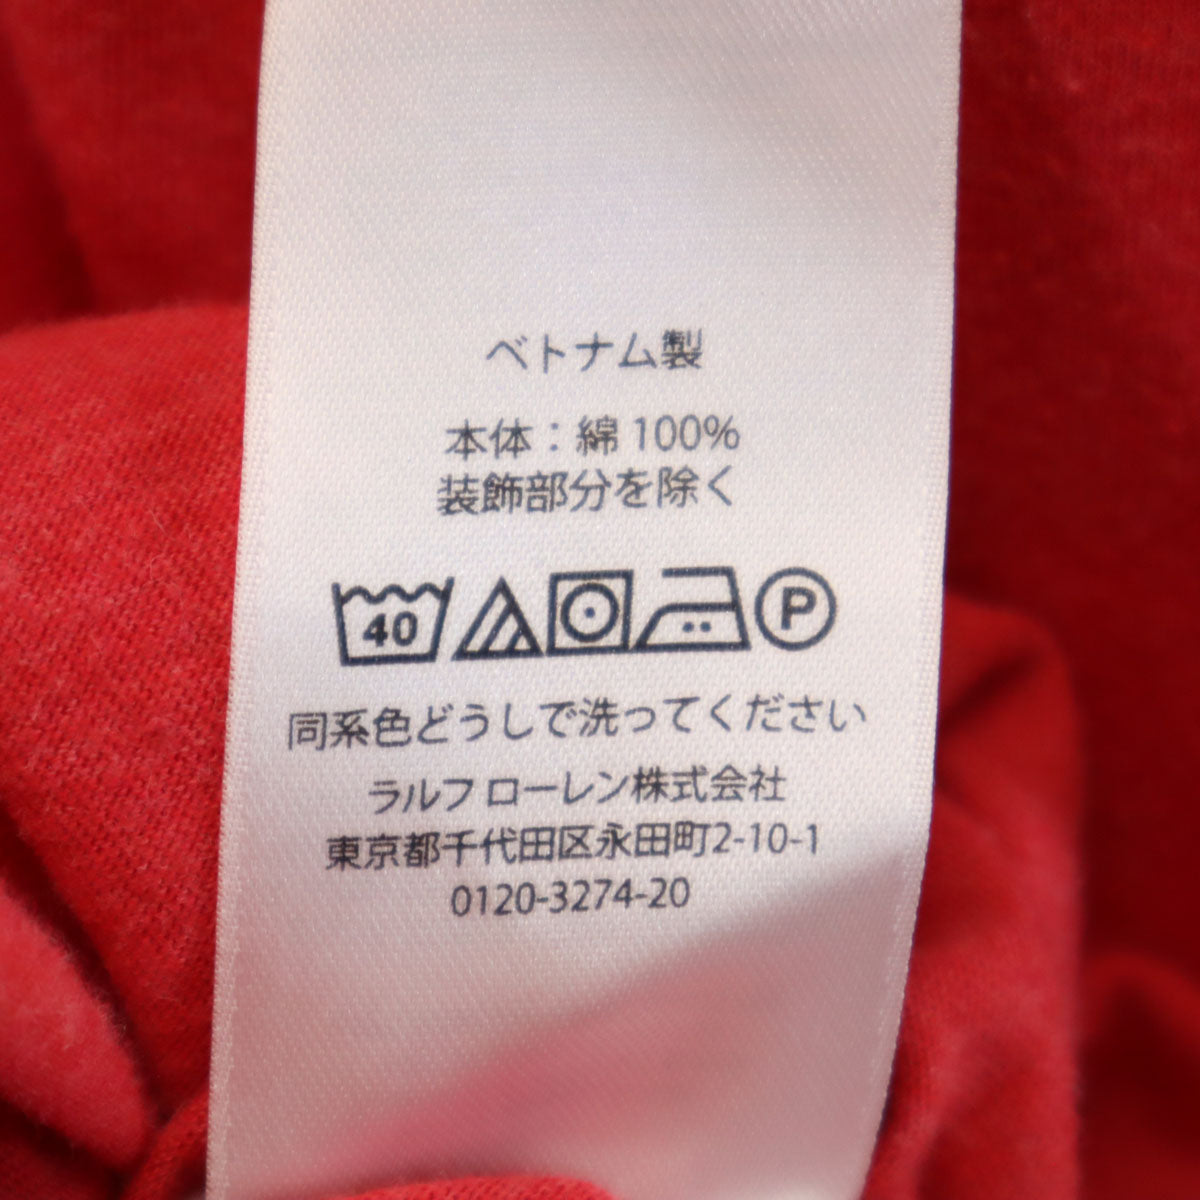 ベトナム製
本体：綿 100%
装飾部分を除く
40 P
同系色どうしで洗ってください
ラルフ ローレン株式会社
東京都千代田区永田町2-10-1
0120-3274-20